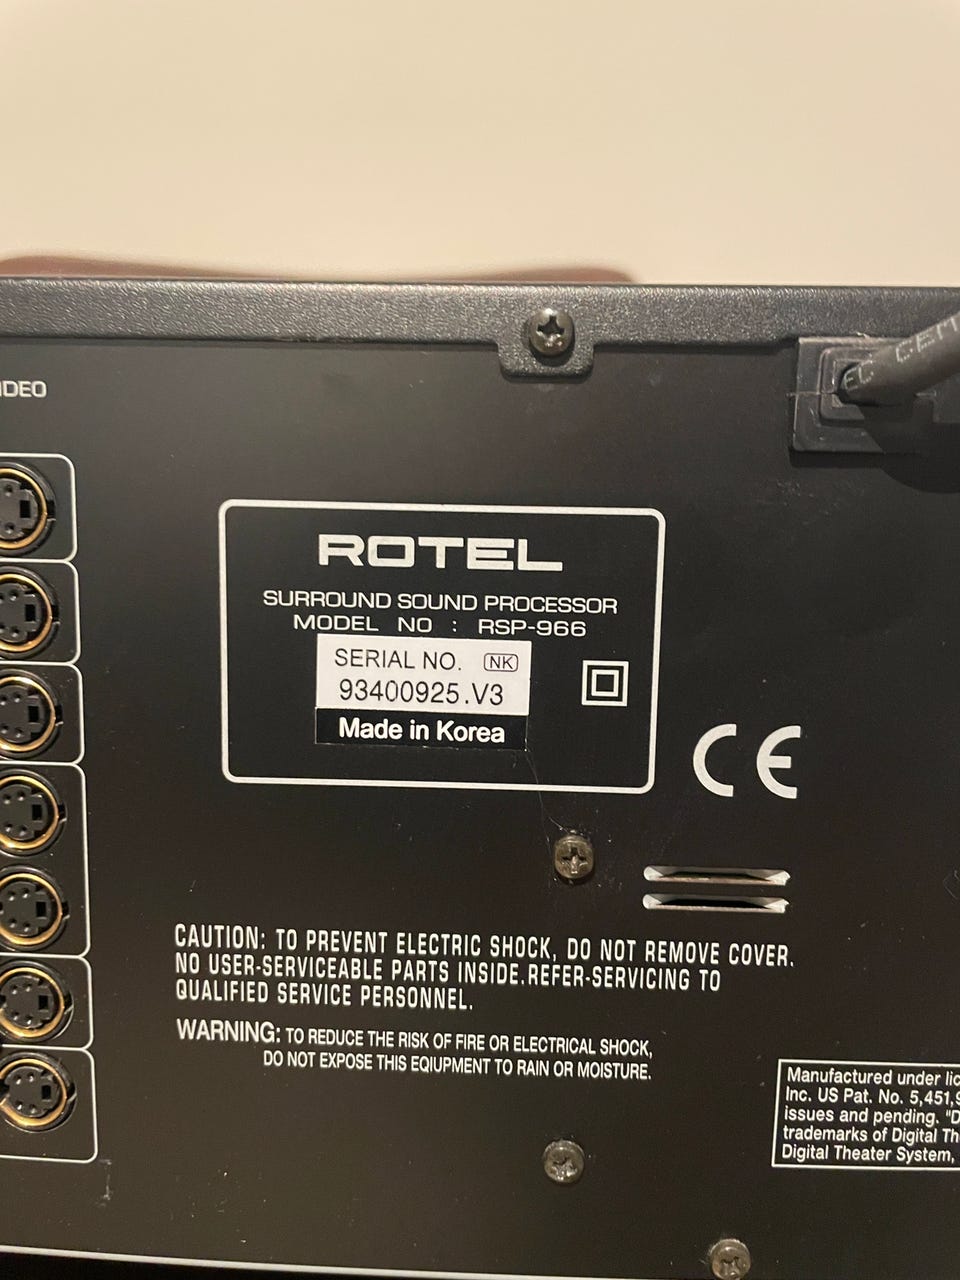 ROTEL
SURROUND SOUND PROCESSOR
MODEL NO : RSP-966
SERIAL NO. NK
93400925.V3
Made in Korea
CE
CAUTION: TO PREVENT ELECTRIC SHOCK, DO NOT REMOVE COVER.
NO USER-SERVICEABLE PARTS INSIDE.REFER-SERVICING TO
QUALIFIED SERVICE PERSONNEL.
WARNING: TO REDUCE THE RISK OF FIRE OR ELECTRICAL SHOCK,
DO NOT EXPOSE THIS EQIUPMENT TO RAIN OR MOISTURE.
Manufactured under
Inc. US Pat. No. 5,451,
issues and pending.
trademarks of Digital
Digital Theater System,